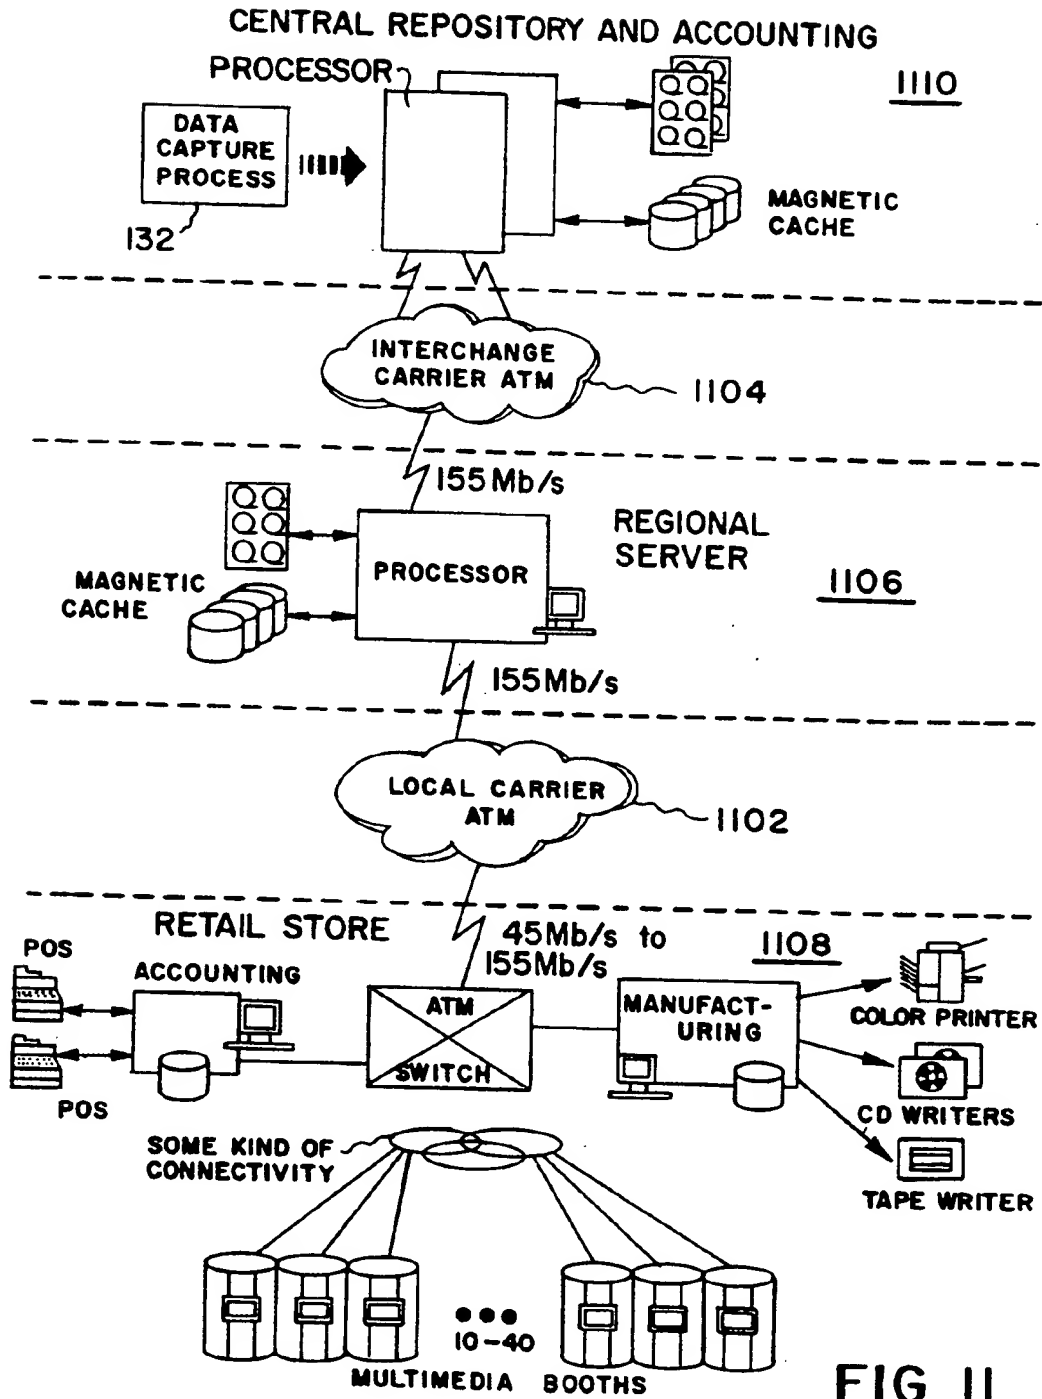 CENTRAL REPOSITORY AND ACCOUNTING
PROCESSOR
1110
DATA
CAPTURE
PROCESS
132
MAGNETIC
CACHE
INTERCHANGE
CARRIER ATM
1104
155Mb/s
REGIONAL
SERVER
1106
PROCESSOR
MAGNETIC
CACHE
155Mb/s
LOCAL CARRIER
ATM
1102
RETAIL STORE
45Mb/s to
155Mb/s
1108
POS
ACCOUNTING
POS
ATM
SWITCH
MANUFACT-
URING
COLOR PRINTER
CD WRITERS
TAPE WRITER
SOME KIND OF
CONNECTIVITY
10-40
MULTIMEDIA BOOTHS
FIG 11